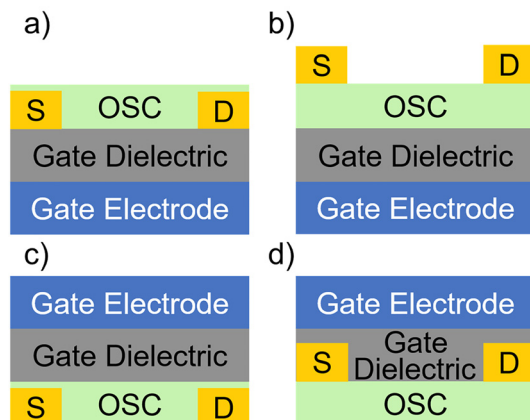 a)
S OSC D
Gate Dielectric
Gate Electrode
b)
S D
OSC
Gate Dielectric
Gate Electrode
c)
Gate Electrode
Gate Dielectric
S OSC D
d)
Gate Electrode
Gate
S Dielectric D
OSC